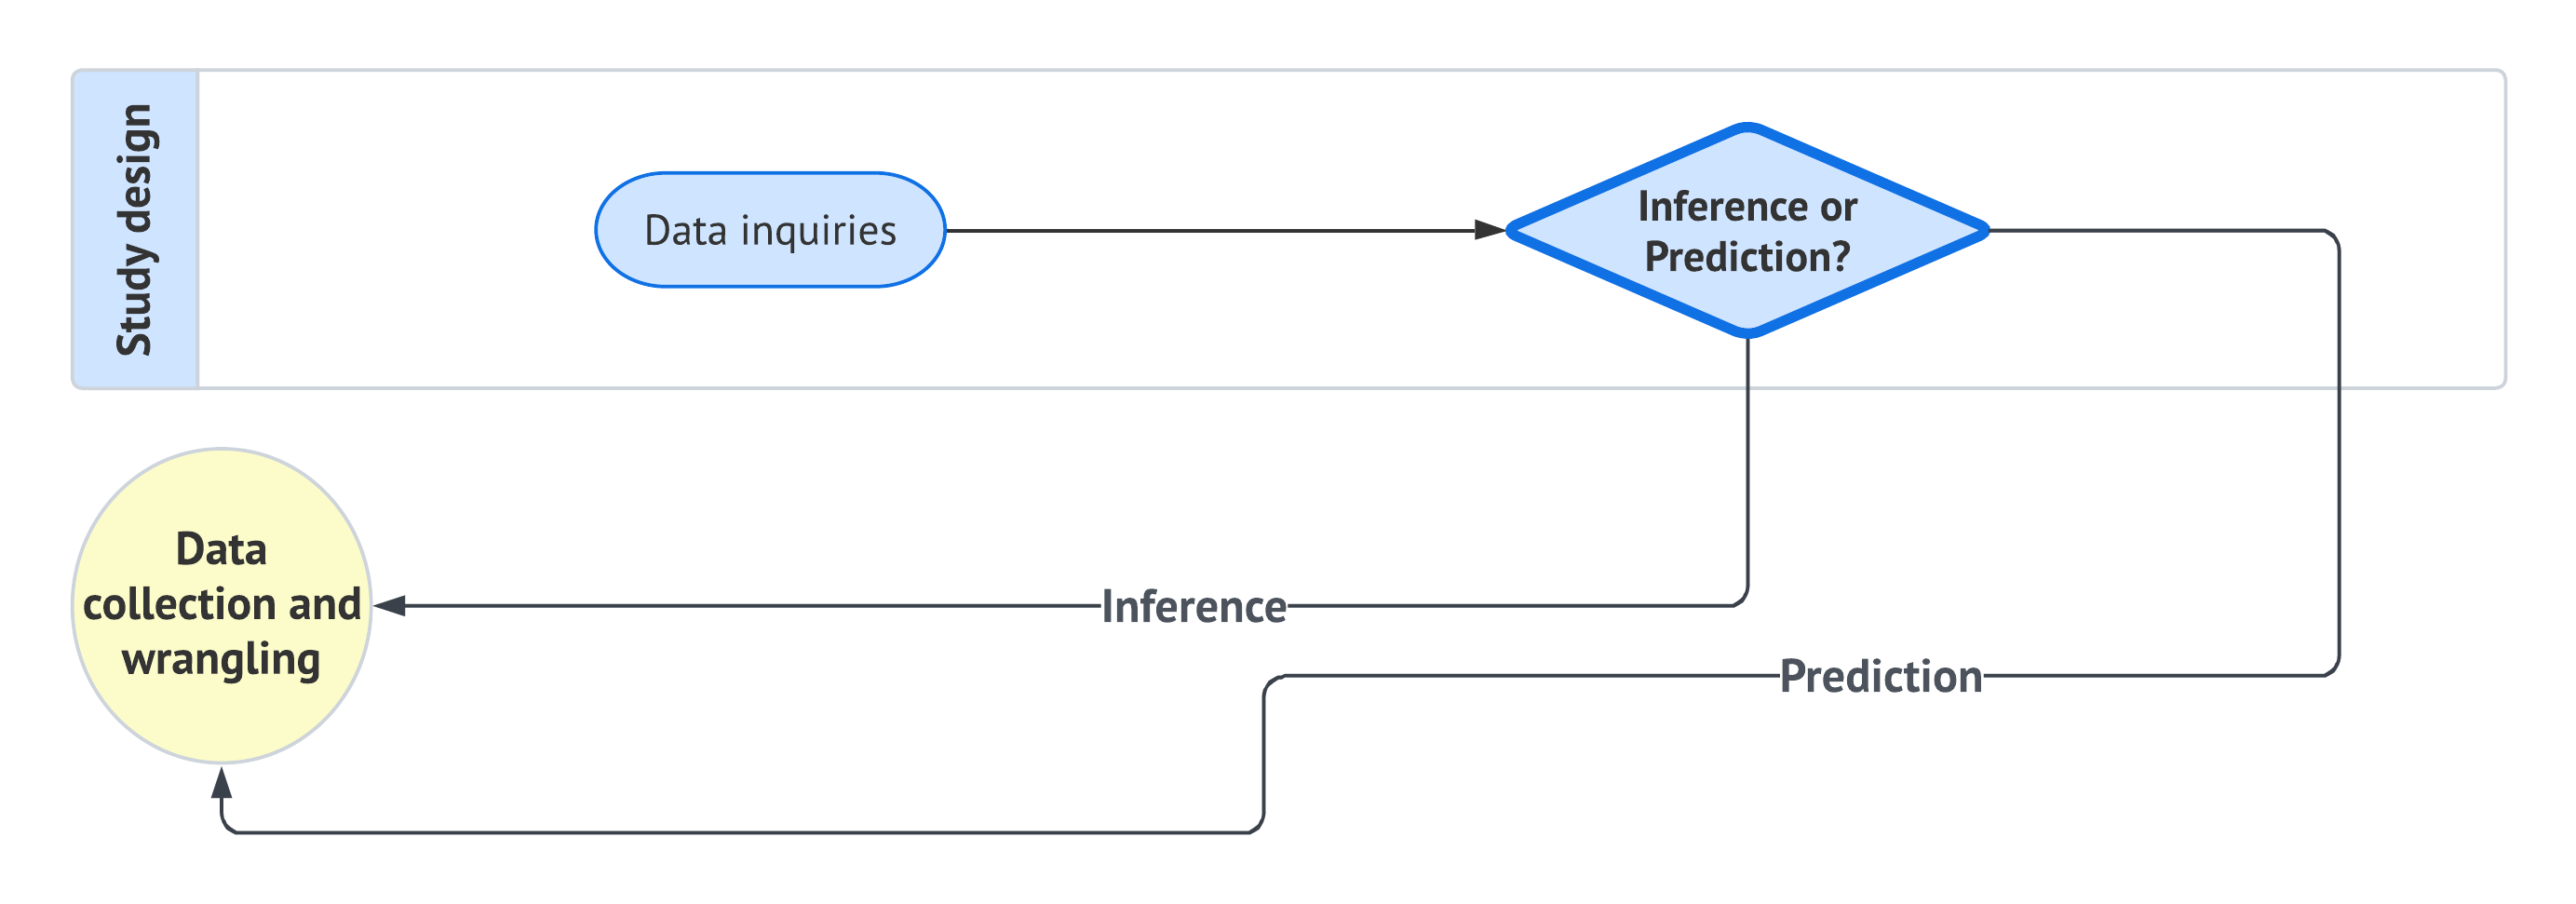 Study design
Data inquiries
Inference or
Prediction?
Data
collection and
wrangling
Inference
Prediction